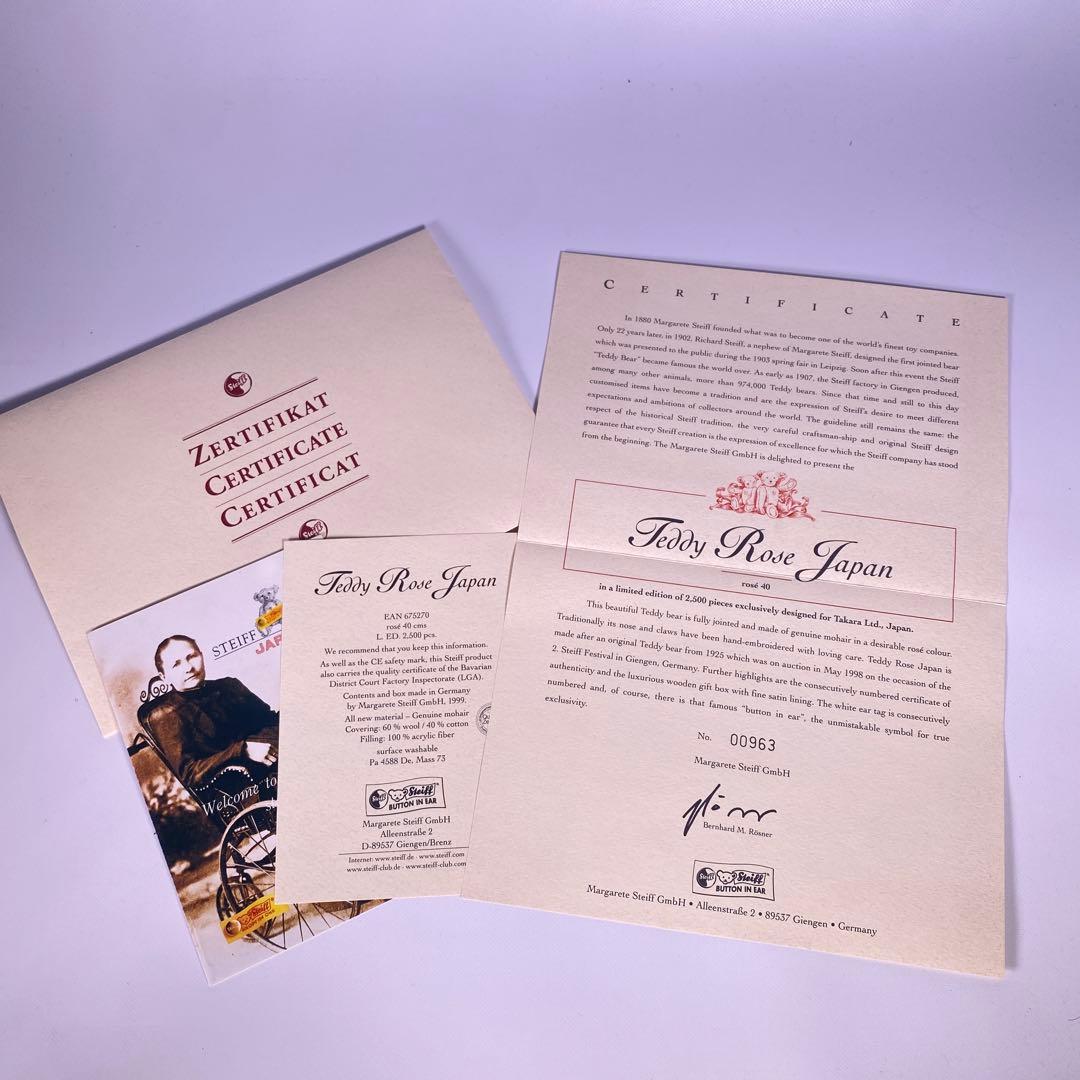 Steiff
ZERTIFIKAT
CERTIFICATE
CERTIFICAT
Steiff
STEIFF
JAP
Welcome to
Steiff
Teddy Rose Japan
EAN 675270
rosé 40 cms
L. ED. 2,500 pcs.
We recommend that you keep this information.
As well as the CE safety mark, this Steiff product
also carries the quality certificate of the Bavarian
District Court Factory Inspectorate (LGA).
Contents and box made in Germany
by Margarete Steiff GmbH, 1999.
All new material – Genuine mohair
Covering: 60 % wool / 40 % cotton
Filling: 100 % acrylic fiber
surface washable
Pa 4588 De, Mass 73
Steiff Steiff
BUTTON IN EAR
Margarete Steiff GmbH
Alleenstraße 2
D-89537 Giengen/Brenz
Internet: www.steiff.de · www.steiff.com
www.steiff-club.de · www.steiff-club.com
CERTIFICATE
In 1880 Margarete Steiff founded what was to become one of the world's finest toy companies.
Only 22 years later, in 1902, Richard Steiff, a nephew of Margarete Steiff, designed the first jointed bear
which was presented to the public during the 1903 spring fair in Leipzig. Soon after this event the Steiff
"Teddy Bear" became famous the world over. As early as 1907, the Steiff factory in Giengen produced,
among many other animals, more than 974,000 Teddy bears. Since that time and still to this day
customised items have become a tradition and are the expression of Steiff's desire to meet different
expectations and ambitions of collectors around the world. The guideline still remains the same: the
respect of the historical Steiff tradition, the very careful craftsman-ship and original Steiff design
guarantee that every Steiff creation is the expression of excellence for which the Steiff company has stood
from the beginning. The Margarete Steiff GmbH is delighted to present the
Teddy Rose Japan
rosé 40
in a limited edition of 2,500 pieces exclusively designed for Takara Ltd., Japan.
This beautiful Teddy bear is fully jointed and made of genuine mohair in a desirable rosé colour.
Traditionally its nose and claws have been hand-embroidered with loving care. Teddy Rose Japan is
made after an original Teddy bear from 1925 which was on auction in May 1998 on the occasion of the
2. Steiff Festival in Giengen, Germany. Further highlights are the consecutively numbered certificate of
authenticity and the luxurious wooden gift box with fine satin lining. The white ear tag is consecutively
numbered and, of course, there is that famous "button in ear", the unmistakable symbol for true
exclusivity.
No. 00963
Margarete Steiff GmbH
Bernhard M. Rösner
Steiff Steiff
BUTTON IN EAR
Margarete Steiff GmbH • Alleenstraße 2 • 89537 Giengen • Germany